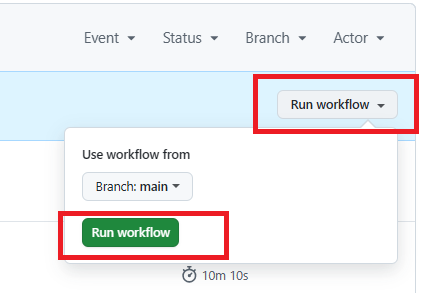 Event Status Branch Actor
Run workflow
Use workflow from
Branch: main
Run workflow
10m 10s